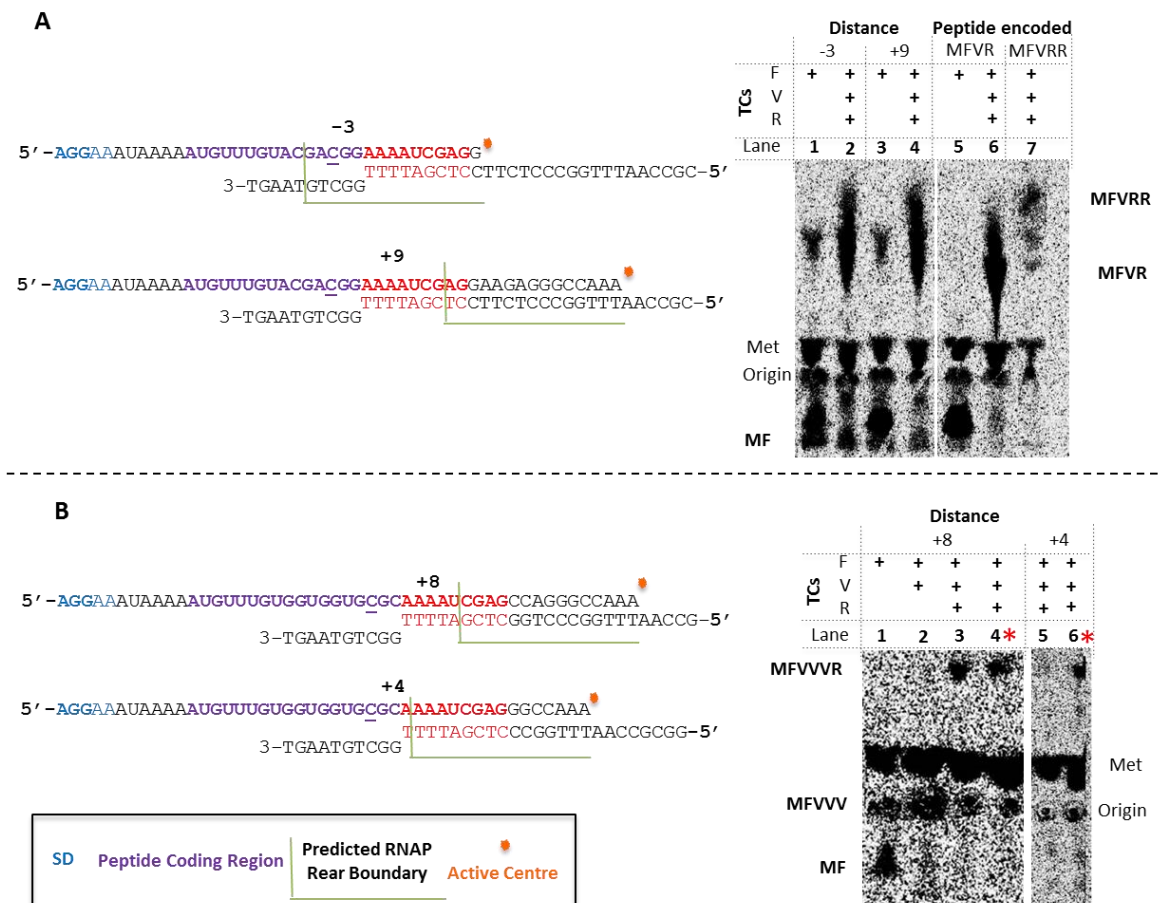 A
Distance Peptide encoded
-3 +9 MFVR MFVRR
TCs
F + + + + + + +
V + + + +
R + + + +
Lane 1 2 3 4 5 6 7
−3
5’-AGGAAAUAAAAAUGUUUGUACGACGGAAAAUCGAGG
TTTTAGCTCCTTCTCCCGGTTTAACCGC-5’
3-TGAATGTCGG
+9
5’-AGGAAAUAAAAAUGUUUGUACGACGGAAAAUCGAGGAAGAGGGCCAAA
TTTTAGCTCCTTCTCCCGGTTTAACCGC-5’
3-TGAATGTCGG
MFVRR
MFVR
Met
Origin
MF
B
Distance
+8 +4
TCs
F + + + + + +
V + + + + +
R + + + +
Lane 1 2 3 4* 5 6*
+8
5’-AGGAAAUAAAAAUGUUUGUGGUGGUGCGCAAAAUCGAGCCAGGGCCAAA
TTTTAGCTCGGTCCCGGTTTAACCG-5’
3-TGAATGTCGG
+4
5’-AGGAAAUAAAAAUGUUUGUGGUGGUGCGCAAAAUCGAGGGCCAAA
TTTTAGCTCCCGGTTTAACCGCGG-5’
3-TGAATGTCGG
MFVVVR
Met
MFVVV
Origin
MF
SD
Peptide Coding Region
Predicted RNAP
Rear Boundary
Active Centre